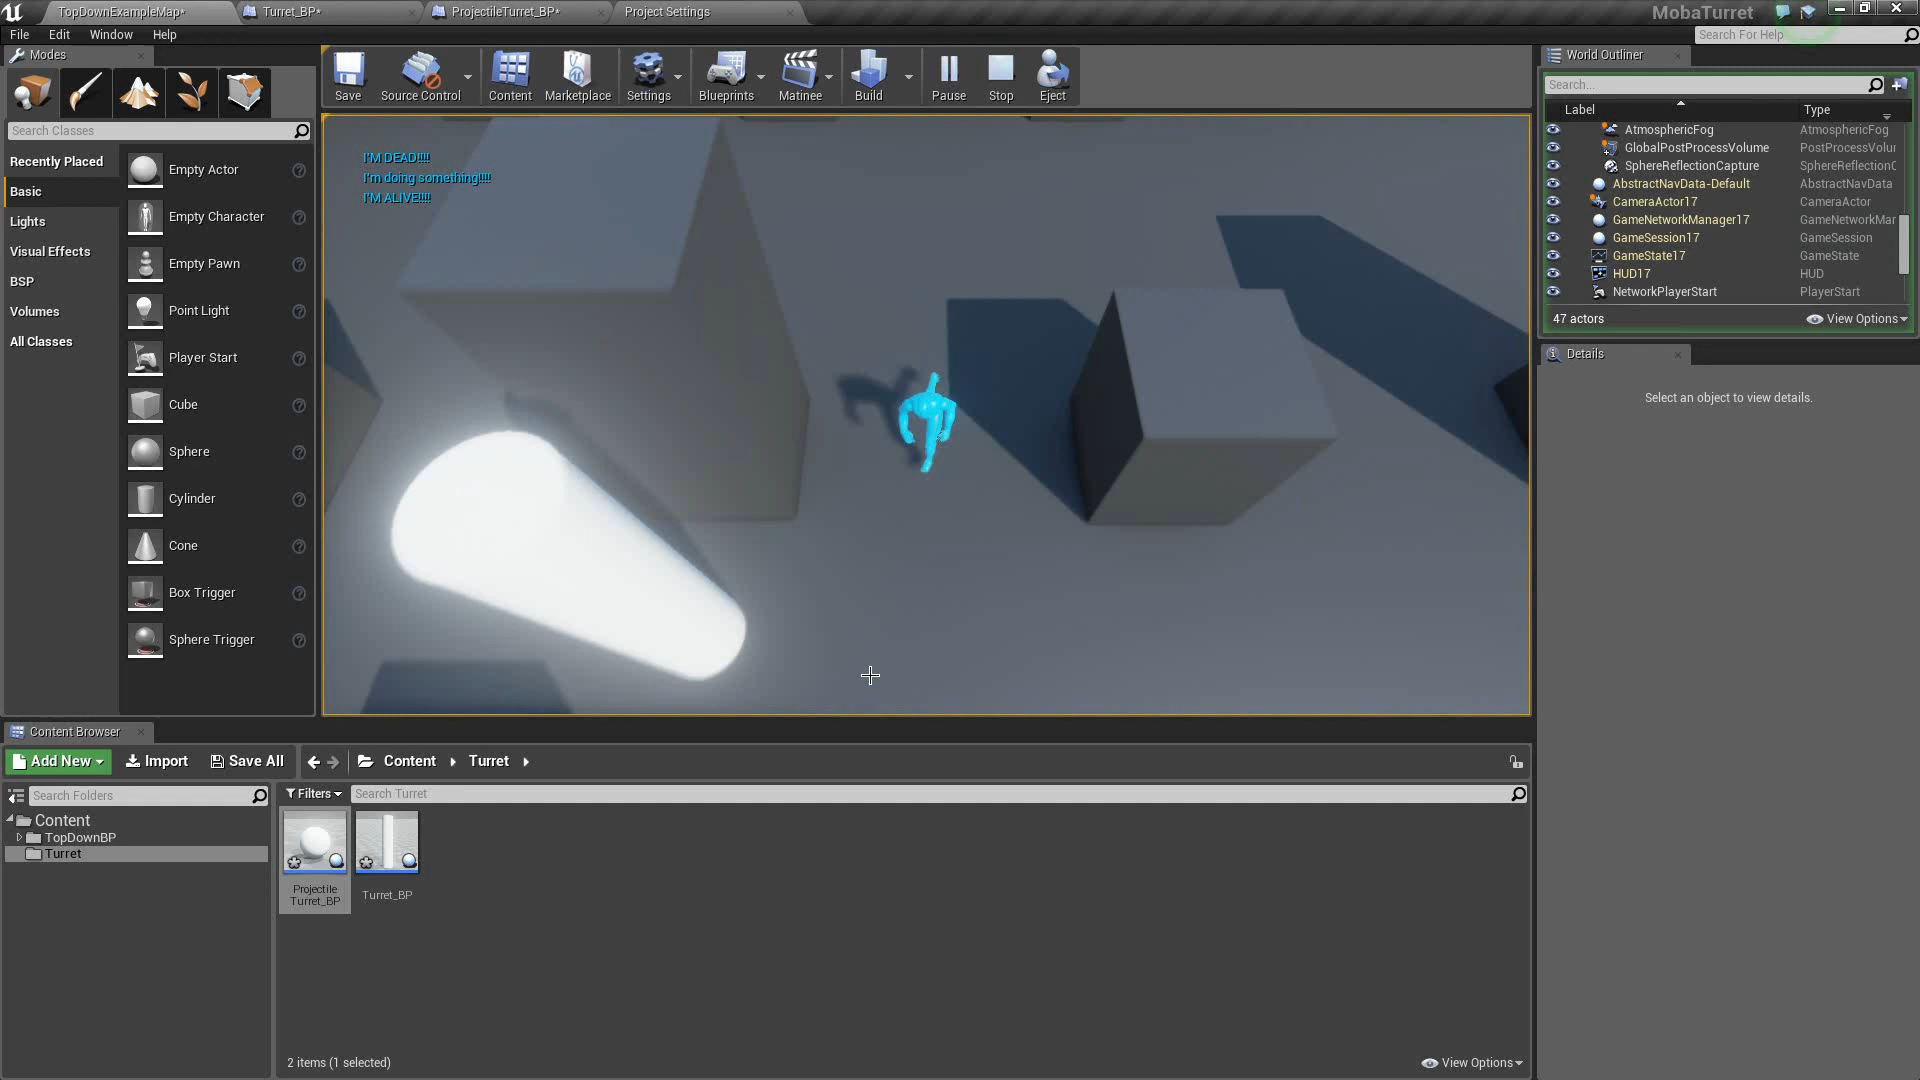 TopDownExampleMap*
Turret_BP*
ProjectileTurret_BP*
Project Settings
MobaTurret
File Edit Window Help
Search For Help
Modes
Save
Source Control
Content
Marketplace
Settings
Blueprints
Matinee
Build
Pause
Stop
Eject
World Outliner
Search...
Label
Type
Search Classes
Recently Placed
Basic
Lights
Visual Effects
BSP
Volumes
All Classes
Empty Actor
Empty Character
Empty Pawn
Point Light
Player Start
Cube
Sphere
Cylinder
Cone
Box Trigger
Sphere Trigger
I'M DEAD!!!!
I'm doing something!!!!
I'M ALIVE!!!!
AtmosphericFog AtmosphericFog
GlobalPostProcessVolume PostProcessVolu
SphereReflectionCapture SphereReflectionC
AbstractNavData-Default AbstractNavData
CameraActor17 CameraActor
GameNetworkManager17 GameNetworkMar
GameSession17 GameSession
GameState17 GameState
HUD17 HUD
NetworkPlayerStart PlayerStart
47 actors
View Options
Details
Select an object to view details.
Content Browser
Add New
Import
Save All
Content
Turret
Search Folders
Filters
Search Turret
Content
TopDownBP
Turret
Projectile
Turret_BP
Turret_BP
2 items (1 selected)
View Options